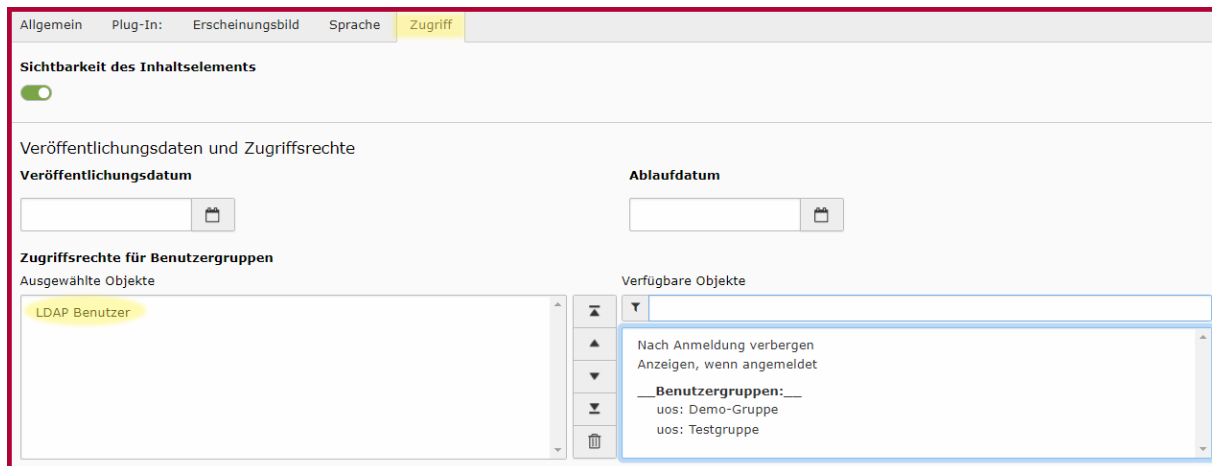 Allgemein Plug-In: Erscheinungsbild Sprache Zugriff
Sichtbarkeit des Inhaltselements
Veröffentlichungsdaten und Zugriffsrechte
Veröffentlichungsdatum Ablaufdatum
Zugriffsrechte für Benutzergruppen
Ausgewählte Objekte Verfügbare Objekte
LDAP Benutzer
Nach Anmeldung verbergen
Anzeigen, wenn angemeldet
__Benutzergruppen:__
uos: Demo-Gruppe
uos: Testgruppe